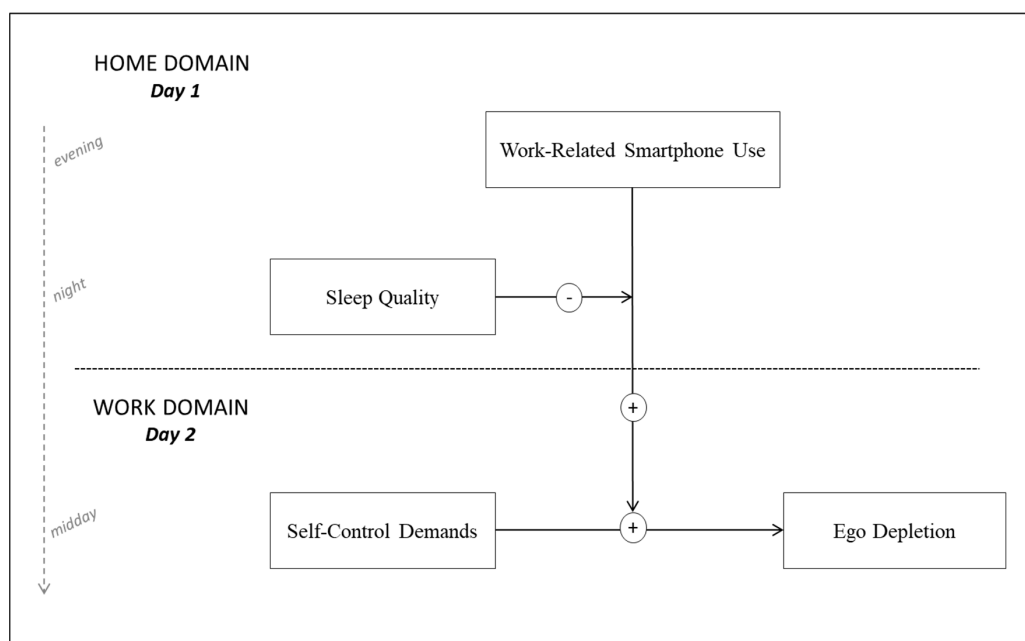 HOME DOMAIN
Day 1
evening
Work-Related Smartphone Use
night
Sleep Quality
-
WORK DOMAIN
Day 2
+
midday
Self-Control Demands
+
Ego Depletion